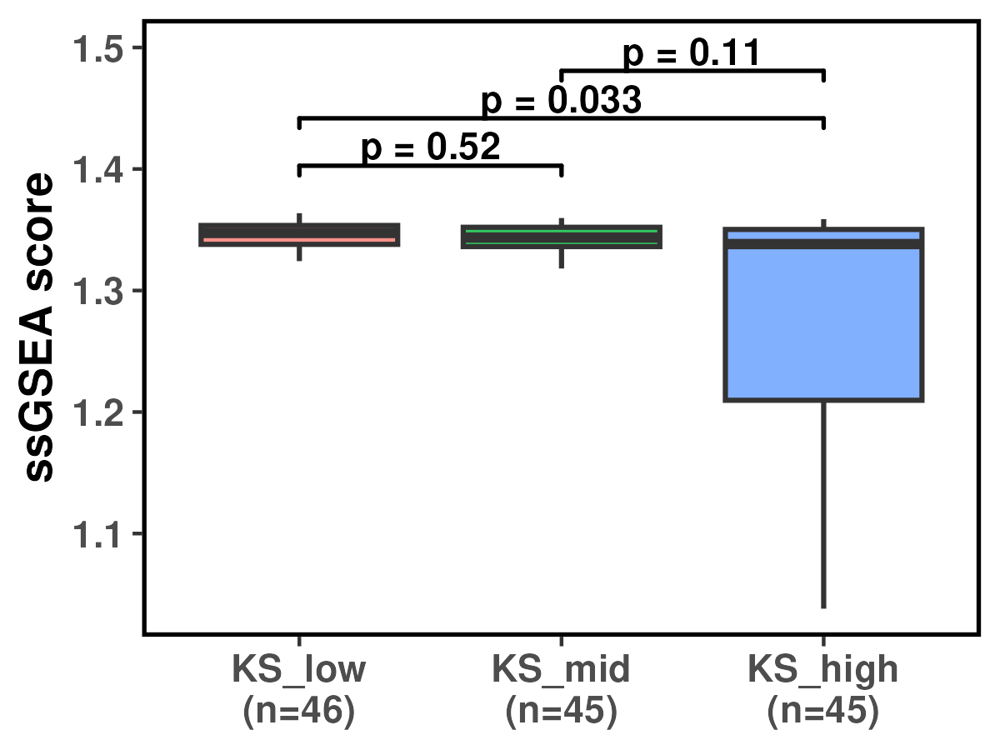 ssGSEA score
1.5
1.4
1.3
1.2
1.1
p = 0.11
p = 0.033
p = 0.52
KS_low
(n=46)
KS_mid
(n=45)
KS_high
(n=45)